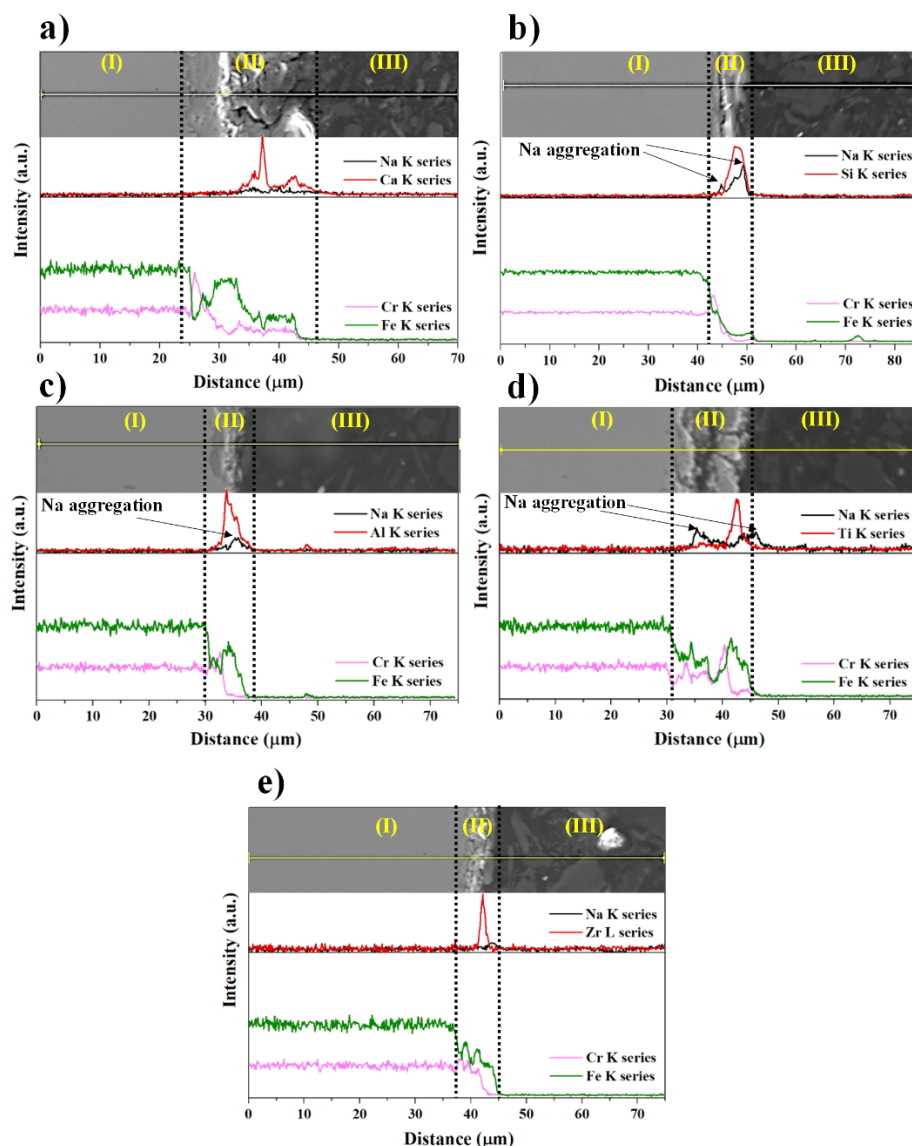 a)
(I) (II) (III)
Na K series
Ca K series
Cr K series
Fe K series
Intensity (a.u.)
0 10 20 30 40 50 60 70
Distance (μm)
b)
(I) (II) (III)
Na aggregation
Na K series
Si K series
Cr K series
Fe K series
Intensity (a.u.)
0 10 20 30 40 50 60 70 80
Distance (μm)
c)
(I) (II) (III)
Na aggregation
Na K series
Al K series
Cr K series
Fe K series
Intensity (a.u.)
0 10 20 30 40 50 60 70
Distance (μm)
d)
(I) (II) (III)
Na aggregation
Na K series
Ti K series
Cr K series
Fe K series
Intensity (a.u.)
0 10 20 30 40 50 60 70
Distance (μm)
e)
(I) (II) (III)
Na K series
Zr L series
Cr K series
Fe K series
Intensity (a.u.)
0 10 20 30 40 50 60 70
Distance (μm)